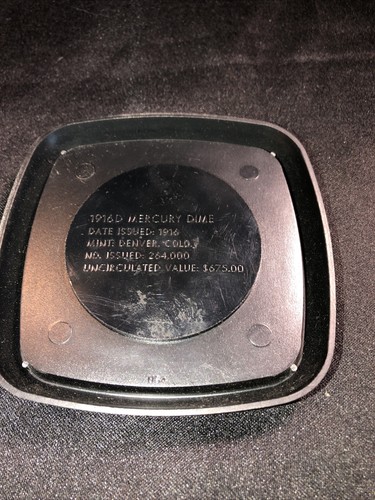 1916D MERCURY DIME
DATE ISSUED: 1916
MINT: DENVER, COLO.
NO. ISSUED: 264,000
UNCIRCULATED VALUE: $675.00